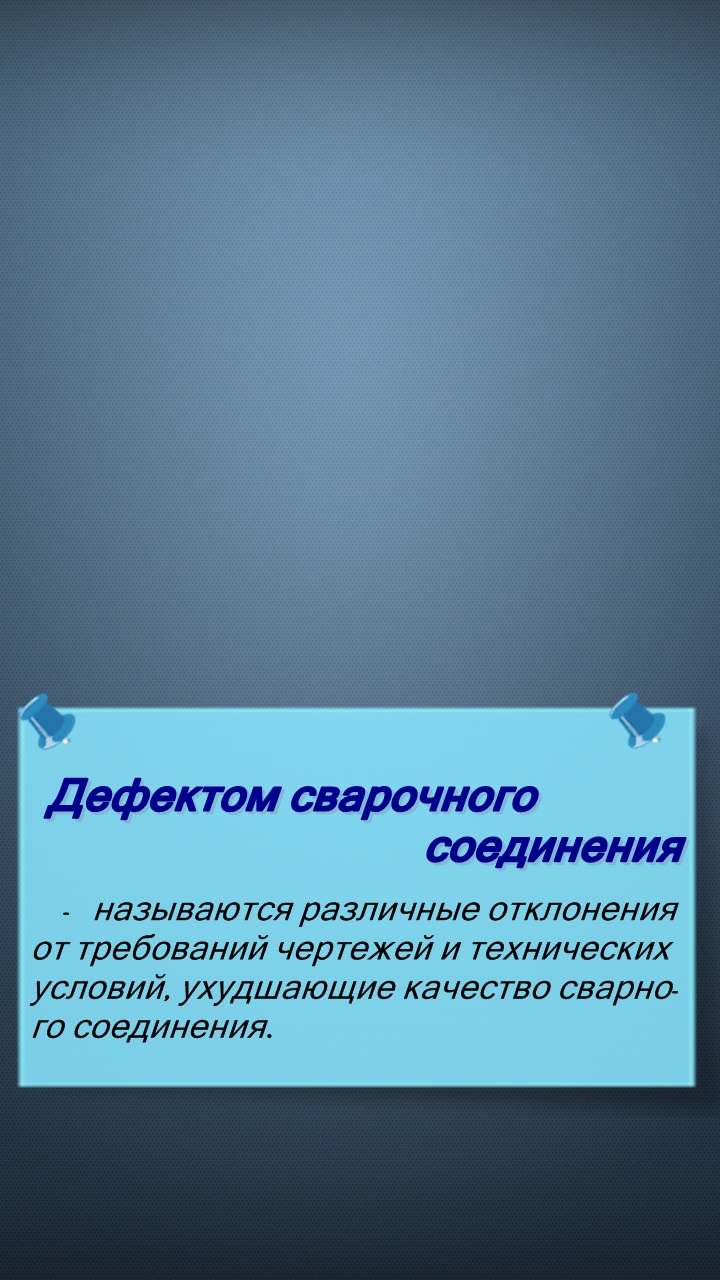 Дефектом сварочного
соединения
- называются различные отклонения
от требований чертежей и технических
условий, ухудшающие качество сварно-
го соединения.